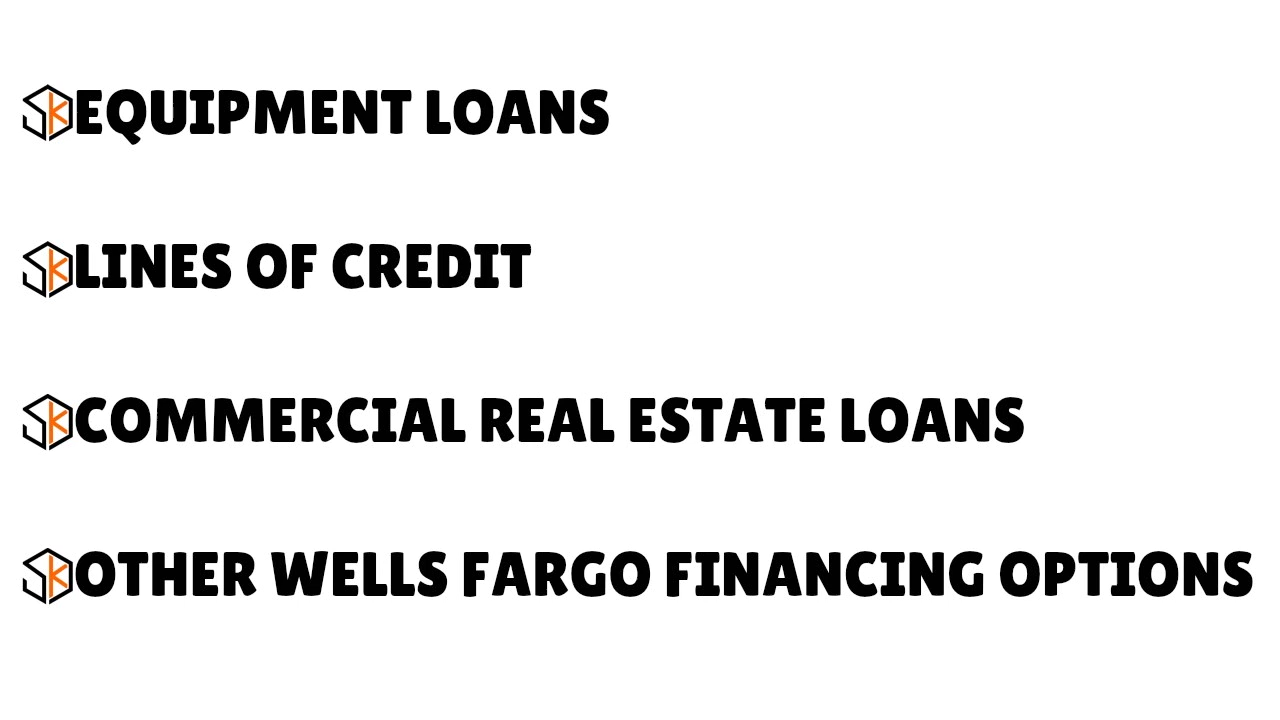 EQUIPMENT LOANS
LINES OF CREDIT
COMMERCIAL REAL ESTATE LOANS
OTHER WELLS FARGO FINANCING OPTIONS